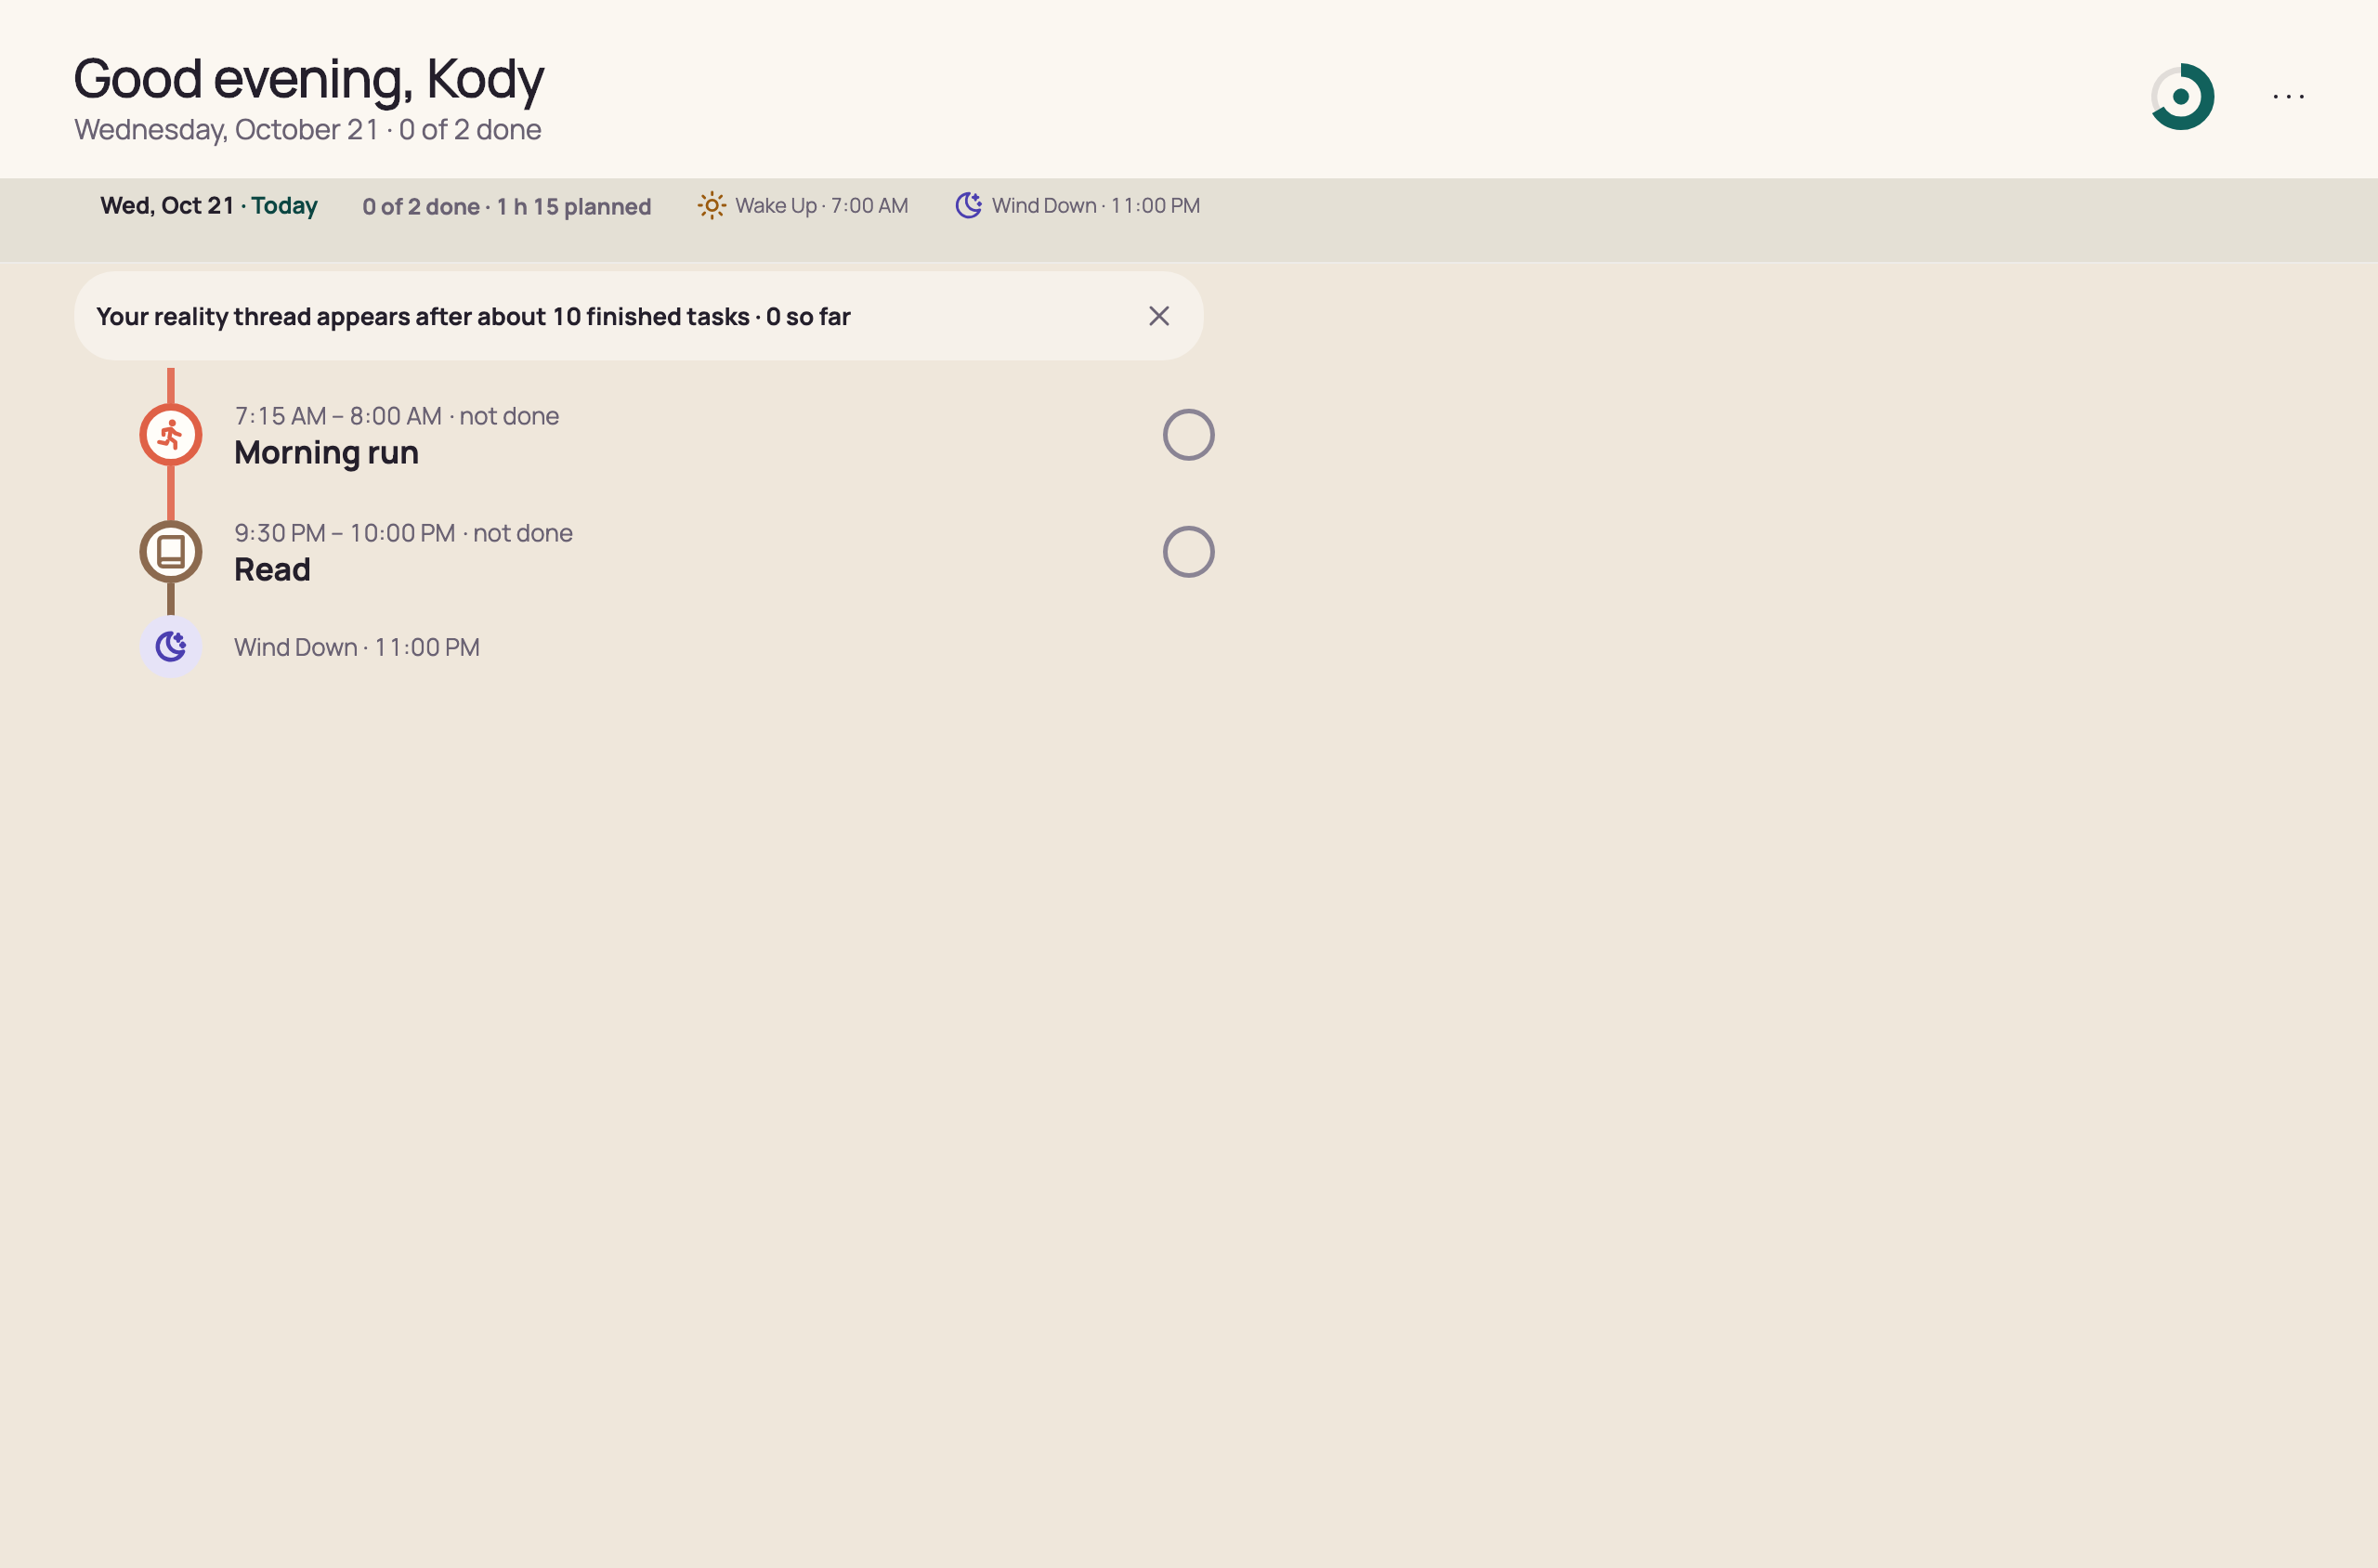 Good evening, Kody
Wednesday, October 21 · 0 of 2 done
Wed, Oct 21 · Today 0 of 2 done · 1 h 15 planned Wake Up · 7:00 AM Wind Down · 11:00 PM
Your reality thread appears after about 10 finished tasks · 0 so far
7:15 AM – 8:00 AM · not done
Morning run
9:30 PM – 10:00 PM · not done
Read
Wind Down · 11:00 PM